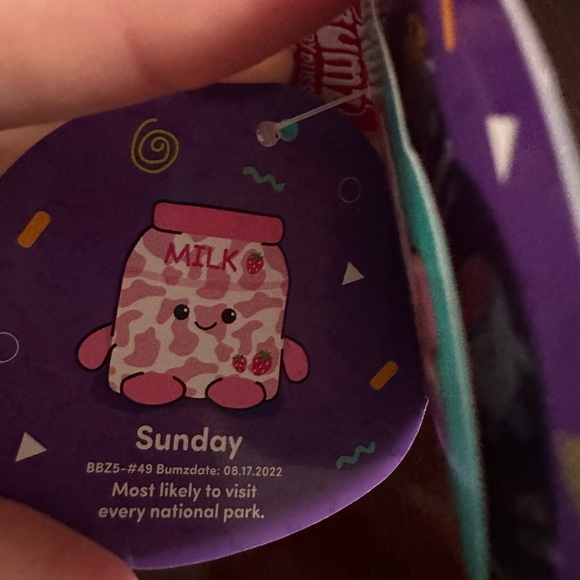 MILK
Sunday
BBZ5-#49 Bumzdate: 08.17.2022
Most likely to visit
every national park.